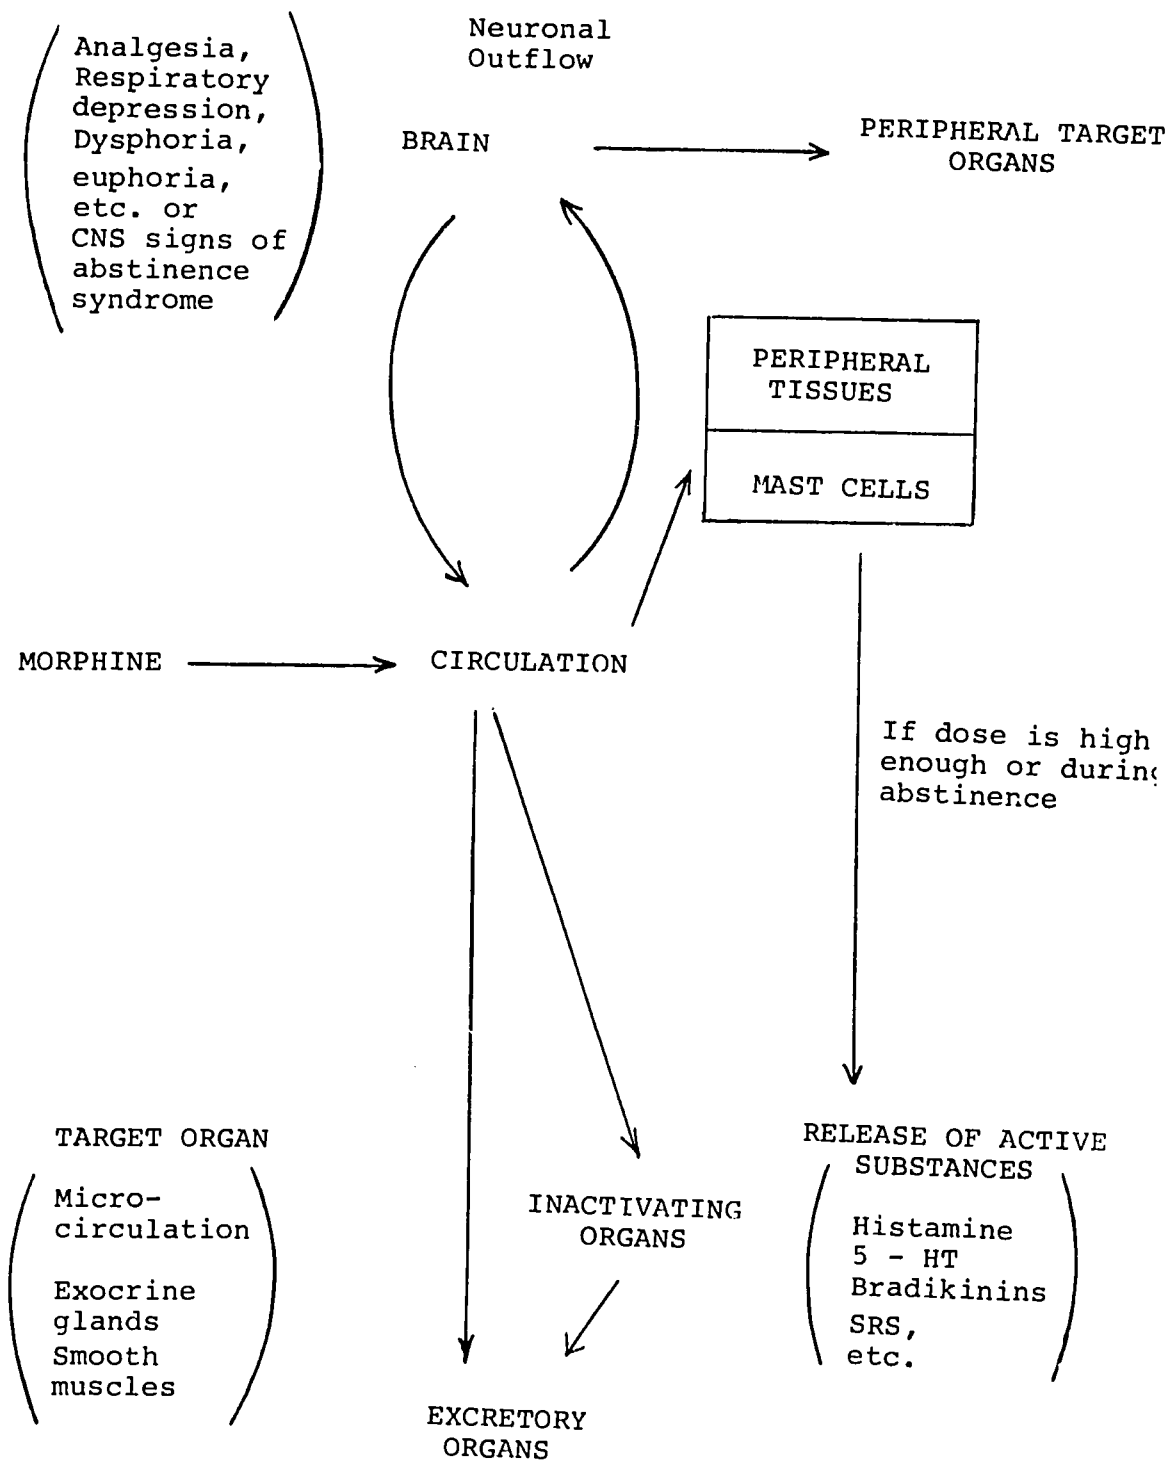 Analgesia,
Respiratory
depression,
Dysphoria,
euphoria,
etc. or
CNS signs of
abstinence
syndrome
Neuronal
Outflow
BRAIN
PERIPHERAL TARGET
ORGANS
PERIPHERAL
TISSUES
MAST CELLS
MORPHINE
CIRCULATION
If dose is high
enough or during
abstinence
TARGET ORGAN
Micro-
circulation
Exocrine
glands
Smooth
muscles
INACTIVATING
ORGANS
EXCRETORY
ORGANS
RELEASE OF ACTIVE
SUBSTANCES
Histamine
5 - HT
Bradikinins
SRS,
etc.